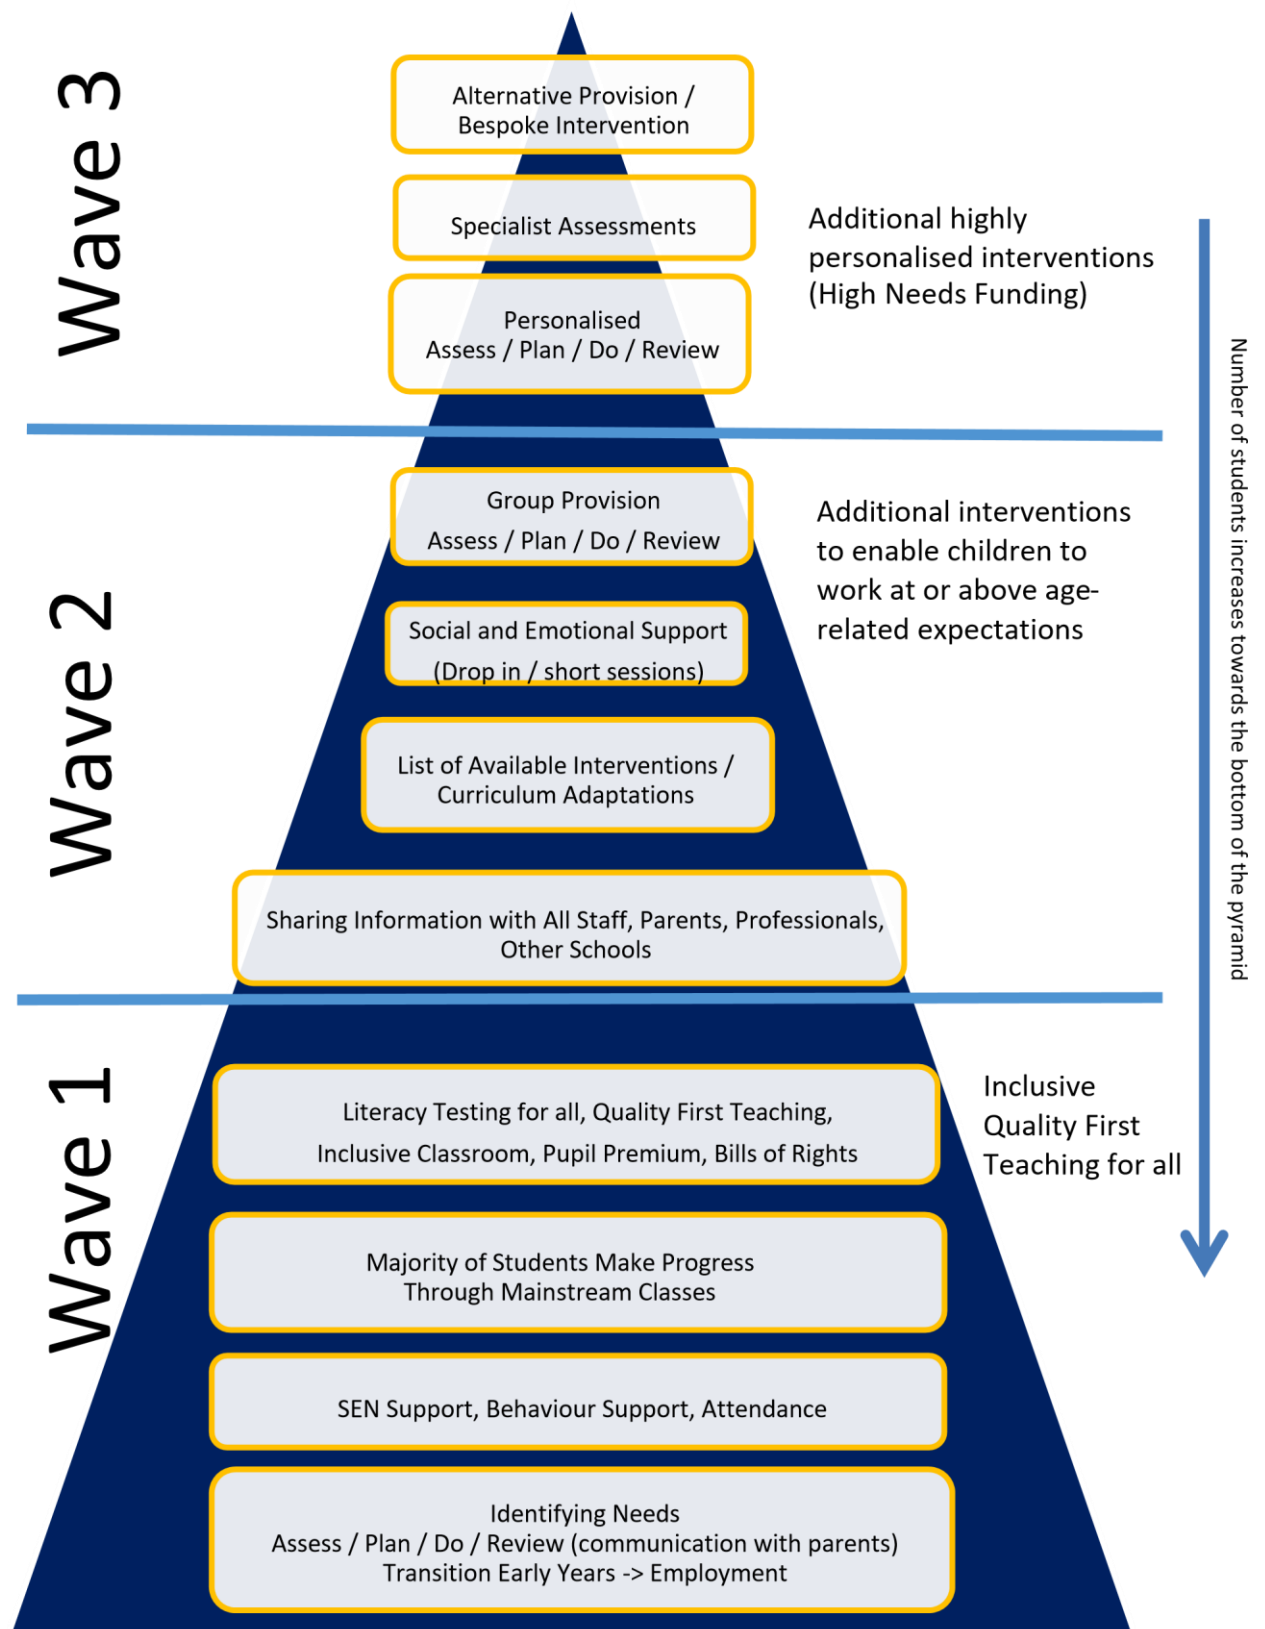 Wave 3
Alternative Provision /
Bespoke Intervention
Specialist Assessments
Personalised
Assess / Plan / Do / Review
Additional highly
personalised interventions
(High Needs Funding)
Wave 2
Group Provision
Assess / Plan / Do / Review
Social and Emotional Support
(Drop in / short sessions)
List of Available Interventions /
Curriculum Adaptations
Sharing Information with All Staff, Parents, Professionals,
Other Schools
Additional interventions
to enable children to
work at or above age-
related expectations
Wave 1
Literacy Testing for all, Quality First Teaching,
Inclusive Classroom, Pupil Premium, Bills of Rights
Majority of Students Make Progress
Through Mainstream Classes
SEN Support, Behaviour Support, Attendance
Identifying Needs
Assess / Plan / Do / Review (communication with parents)
Transition Early Years -> Employment
Inclusive
Quality First
Teaching for all
Number of students increases towards the bottom of the pyramid